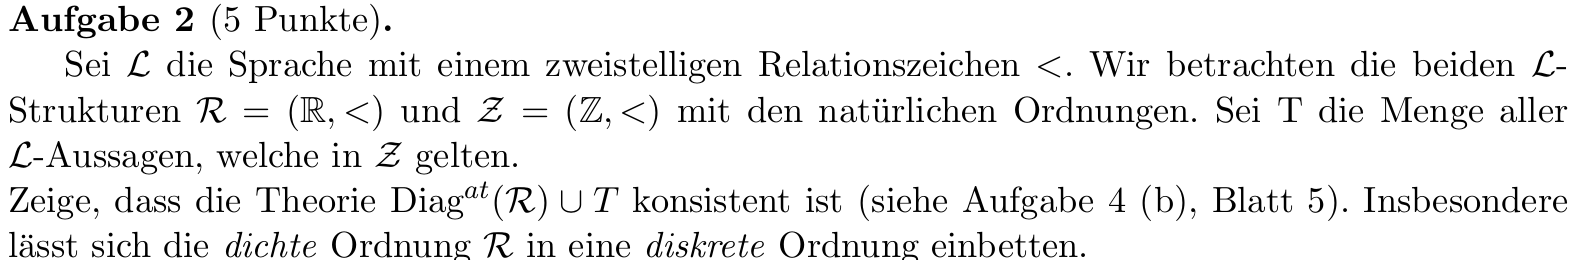 Aufgabe 2 (5 Punkte).
Sei ℒ die Sprache mit einem zweistelligen Relationszeichen <. Wir betrachten die beiden ℒ-
Strukturen ℛ = (ℝ, <) und 𝒵 = (ℤ, <) mit den natürlichen Ordnungen. Sei T die Menge aller
ℒ-Aussagen, welche in 𝒵 gelten.
Zeige, dass die Theorie Diag^{at}(ℛ) ∪ T konsistent ist (siehe Aufgabe 4 (b), Blatt 5). Insbesondere
lässt sich die dichte Ordnung ℛ in eine diskrete Ordnung einbetten.